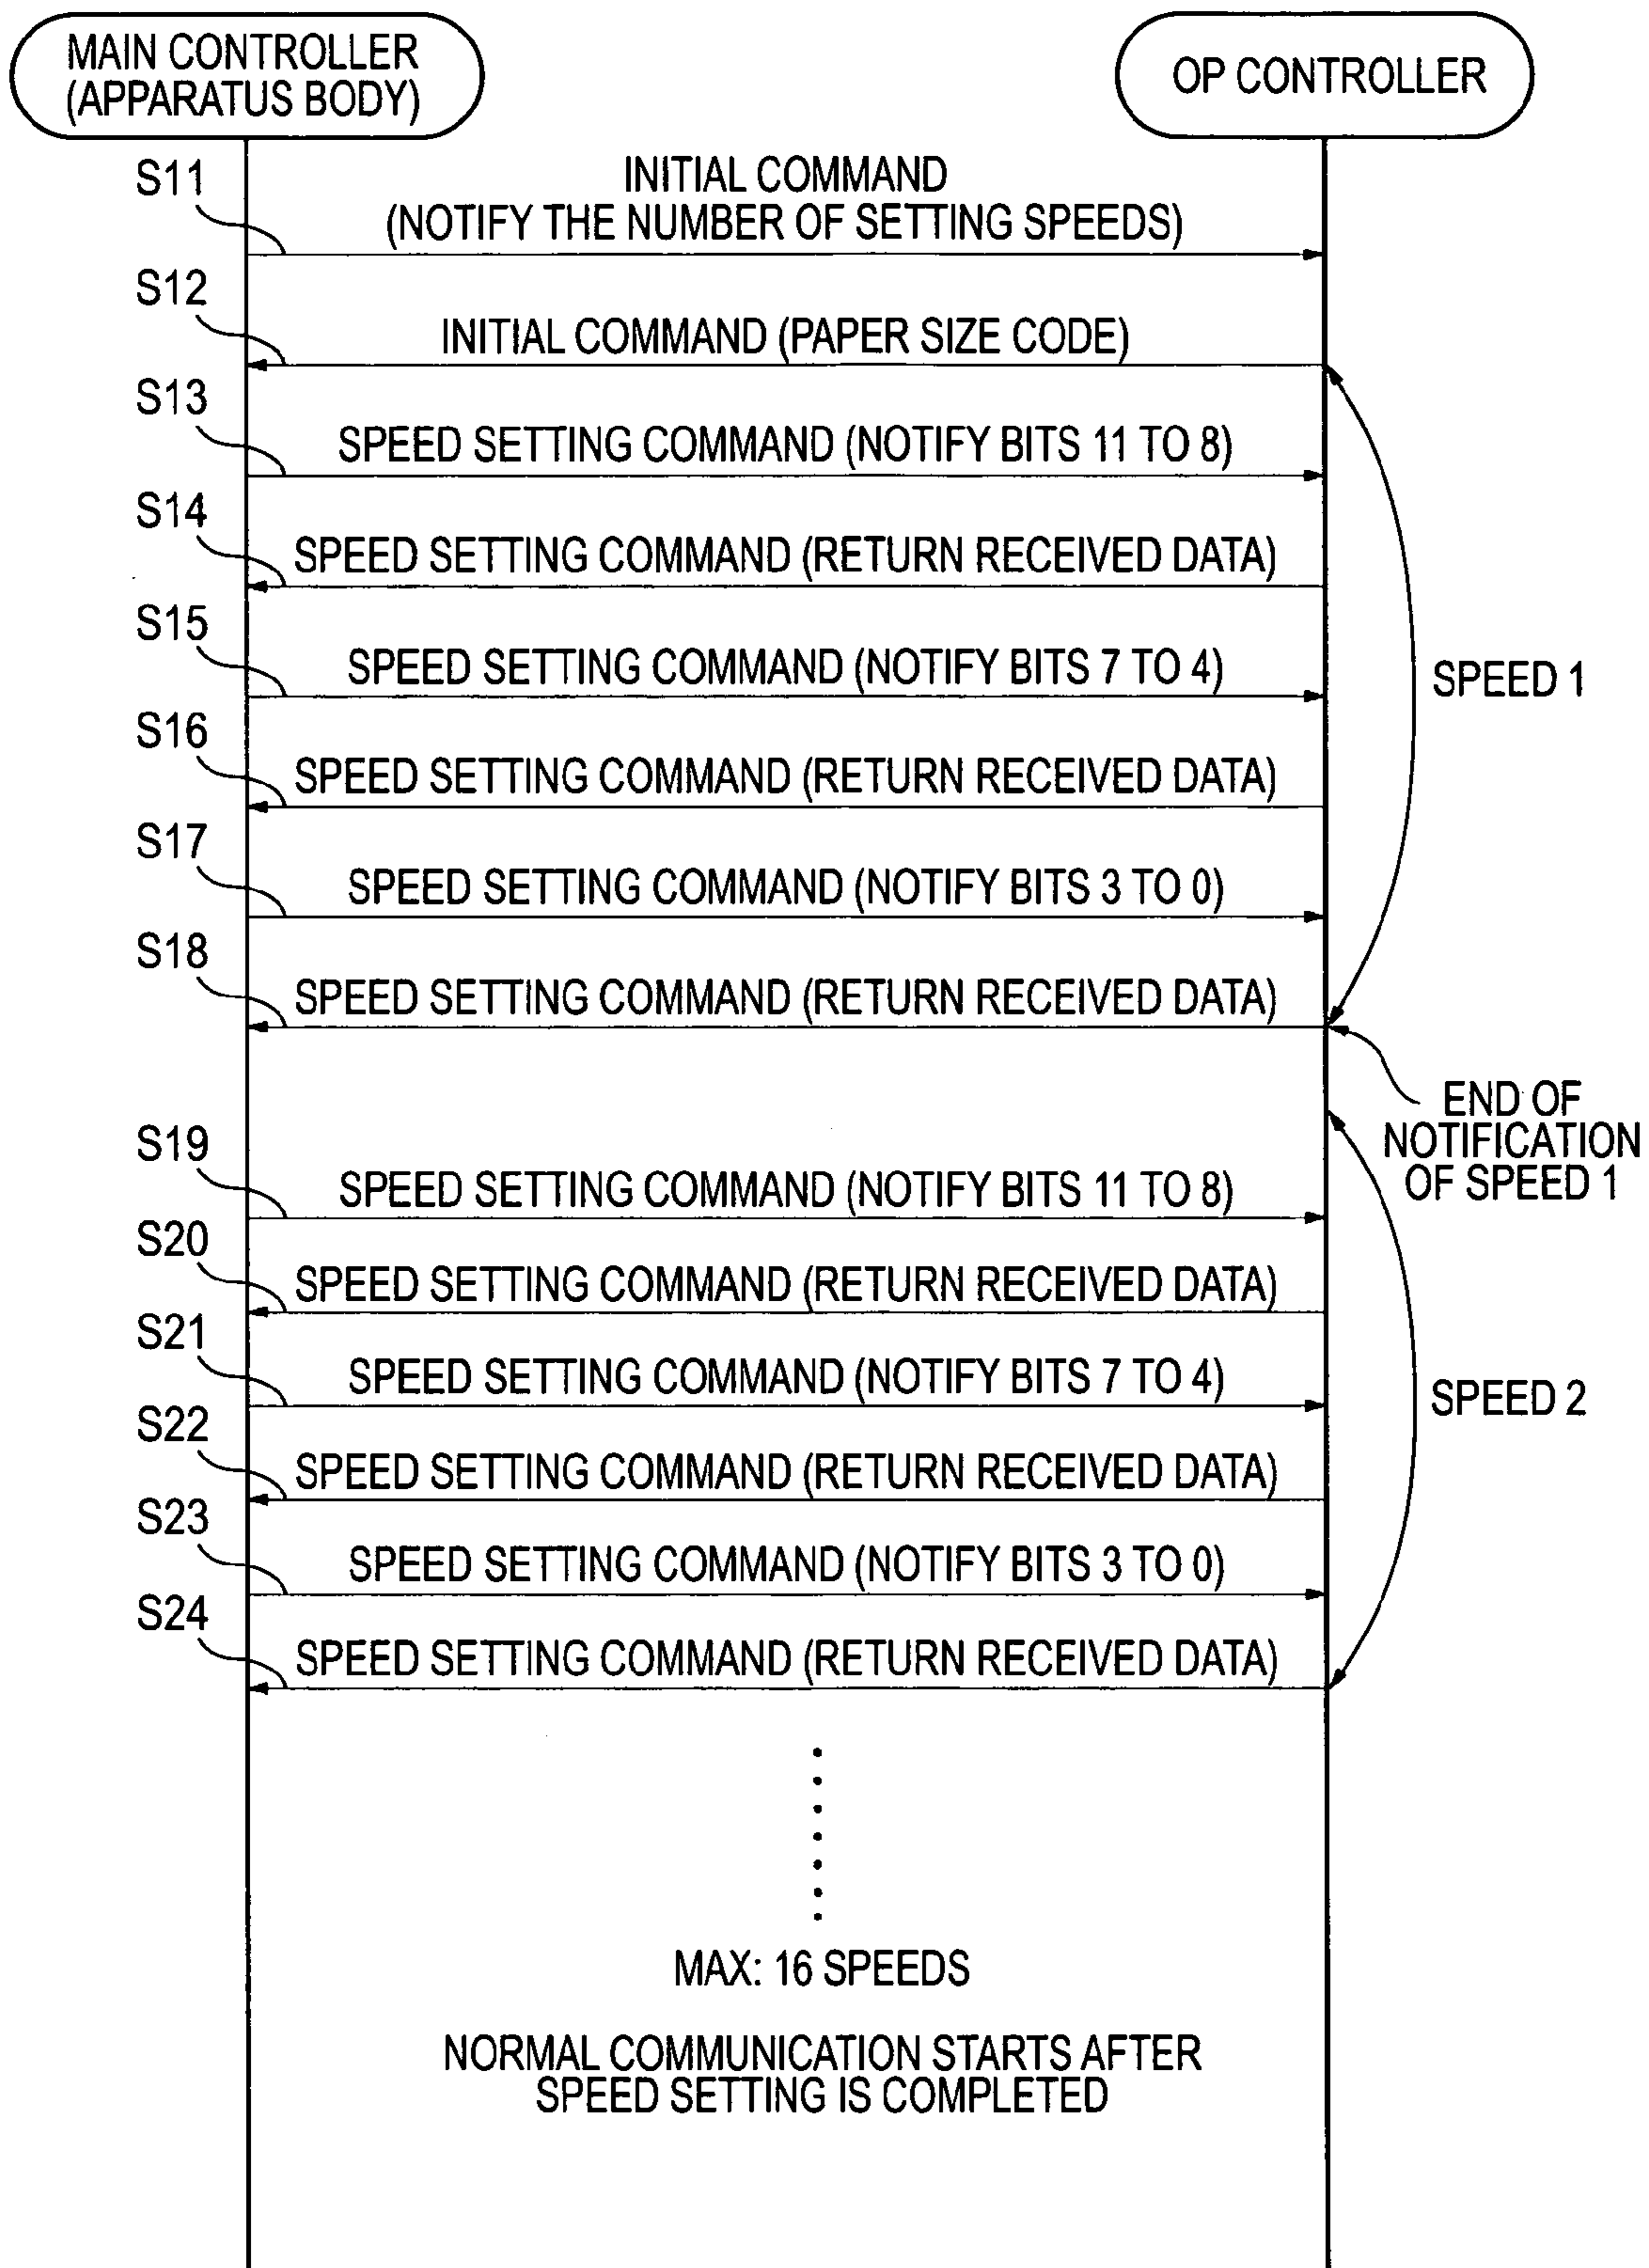 MAIN CONTROLLER
(APPARATUS BODY)
OP CONTROLLER
S11
INITIAL COMMAND
(NOTIFY THE NUMBER OF SETTING SPEEDS)
S12
INITIAL COMMAND (PAPER SIZE CODE)
S13
SPEED SETTING COMMAND (NOTIFY BITS 11 TO 8)
S14
SPEED SETTING COMMAND (RETURN RECEIVED DATA)
S15
SPEED SETTING COMMAND (NOTIFY BITS 7 TO 4)
SPEED 1
S16
SPEED SETTING COMMAND (RETURN RECEIVED DATA)
S17
SPEED SETTING COMMAND (NOTIFY BITS 3 TO 0)
S18
SPEED SETTING COMMAND (RETURN RECEIVED DATA)
END OF
NOTIFICATION
OF SPEED 1
S19
SPEED SETTING COMMAND (NOTIFY BITS 11 TO 8)
S20
SPEED SETTING COMMAND (RETURN RECEIVED DATA)
S21
SPEED SETTING COMMAND (NOTIFY BITS 7 TO 4)
SPEED 2
S22
SPEED SETTING COMMAND (RETURN RECEIVED DATA)
S23
SPEED SETTING COMMAND (NOTIFY BITS 3 TO 0)
S24
SPEED SETTING COMMAND (RETURN RECEIVED DATA)
MAX: 16 SPEEDS
NORMAL COMMUNICATION STARTS AFTER
SPEED SETTING IS COMPLETED